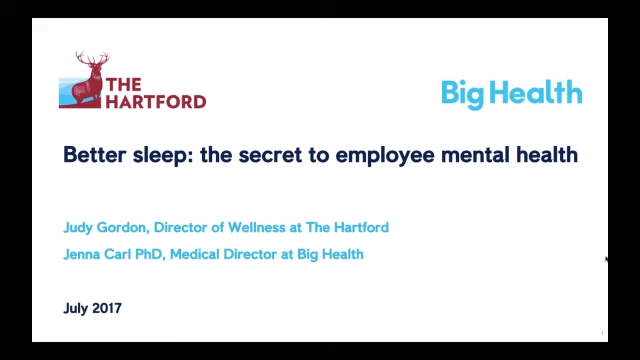 THE
HARTFORD
Big Health
Better sleep: the secret to employee mental health
Judy Gordon, Director of Wellness at The Hartford
Jenna Carl PhD, Medical Director at Big Health
July 2017